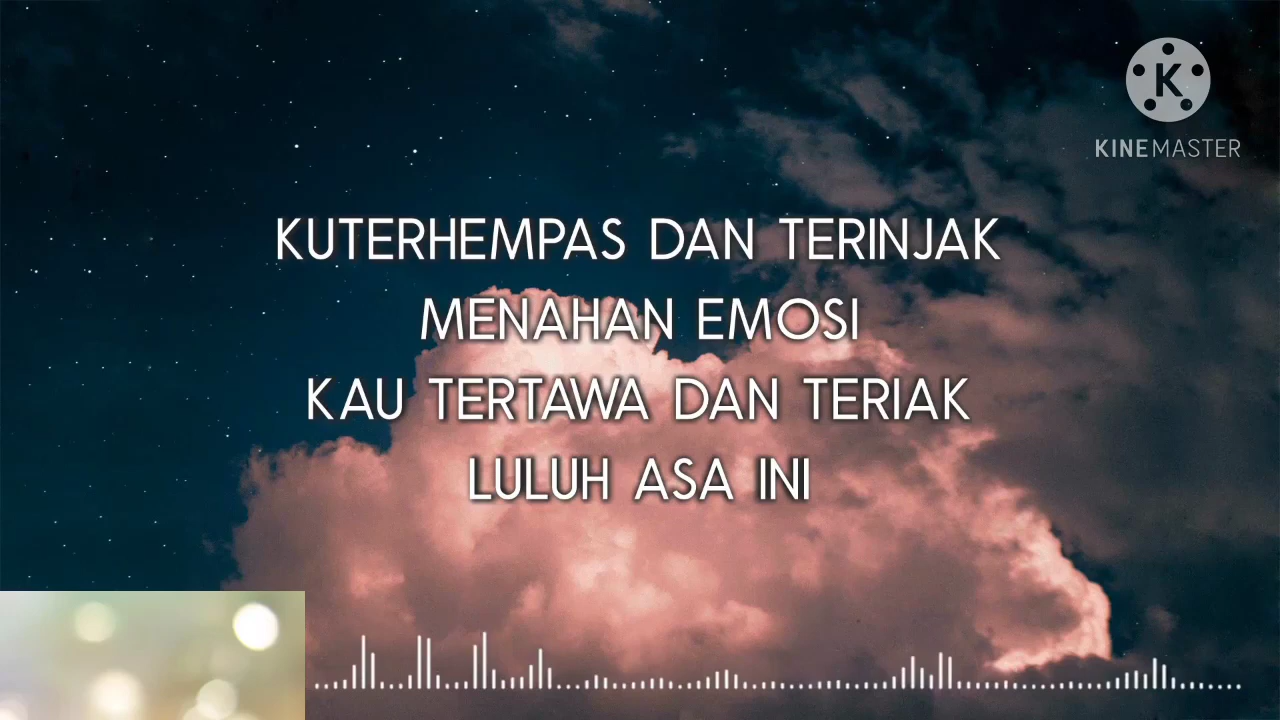 K
KINEMASTER
KUTERHEMPAS DAN TERINJAK
MENAHAN EMOSI
KAU TERTAWA DAN TERIAK
LULUH ASA INI